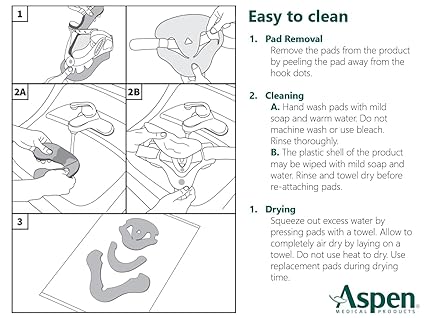 Easy to clean
1. Pad Removal
Remove the pads from the product
by peeling the pad away from the
hook dots.
2. Cleaning
A. Hand wash pads with mild
soap and warm water. Do not
machine wash or use bleach.
Rinse thoroughly.
B. The plastic shell of the product
may be wiped with mild soap and
water. Rinse and towel dry before
re-attaching pads.
1. Drying
Squeeze out excess water by
pressing pads with a towel. Allow to
completely air dry by laying on a
towel. Do not use heat to dry. Use
replacement pads during drying
time.
1
2A
2B
3
Aspen
MEDICAL PRODUCTS